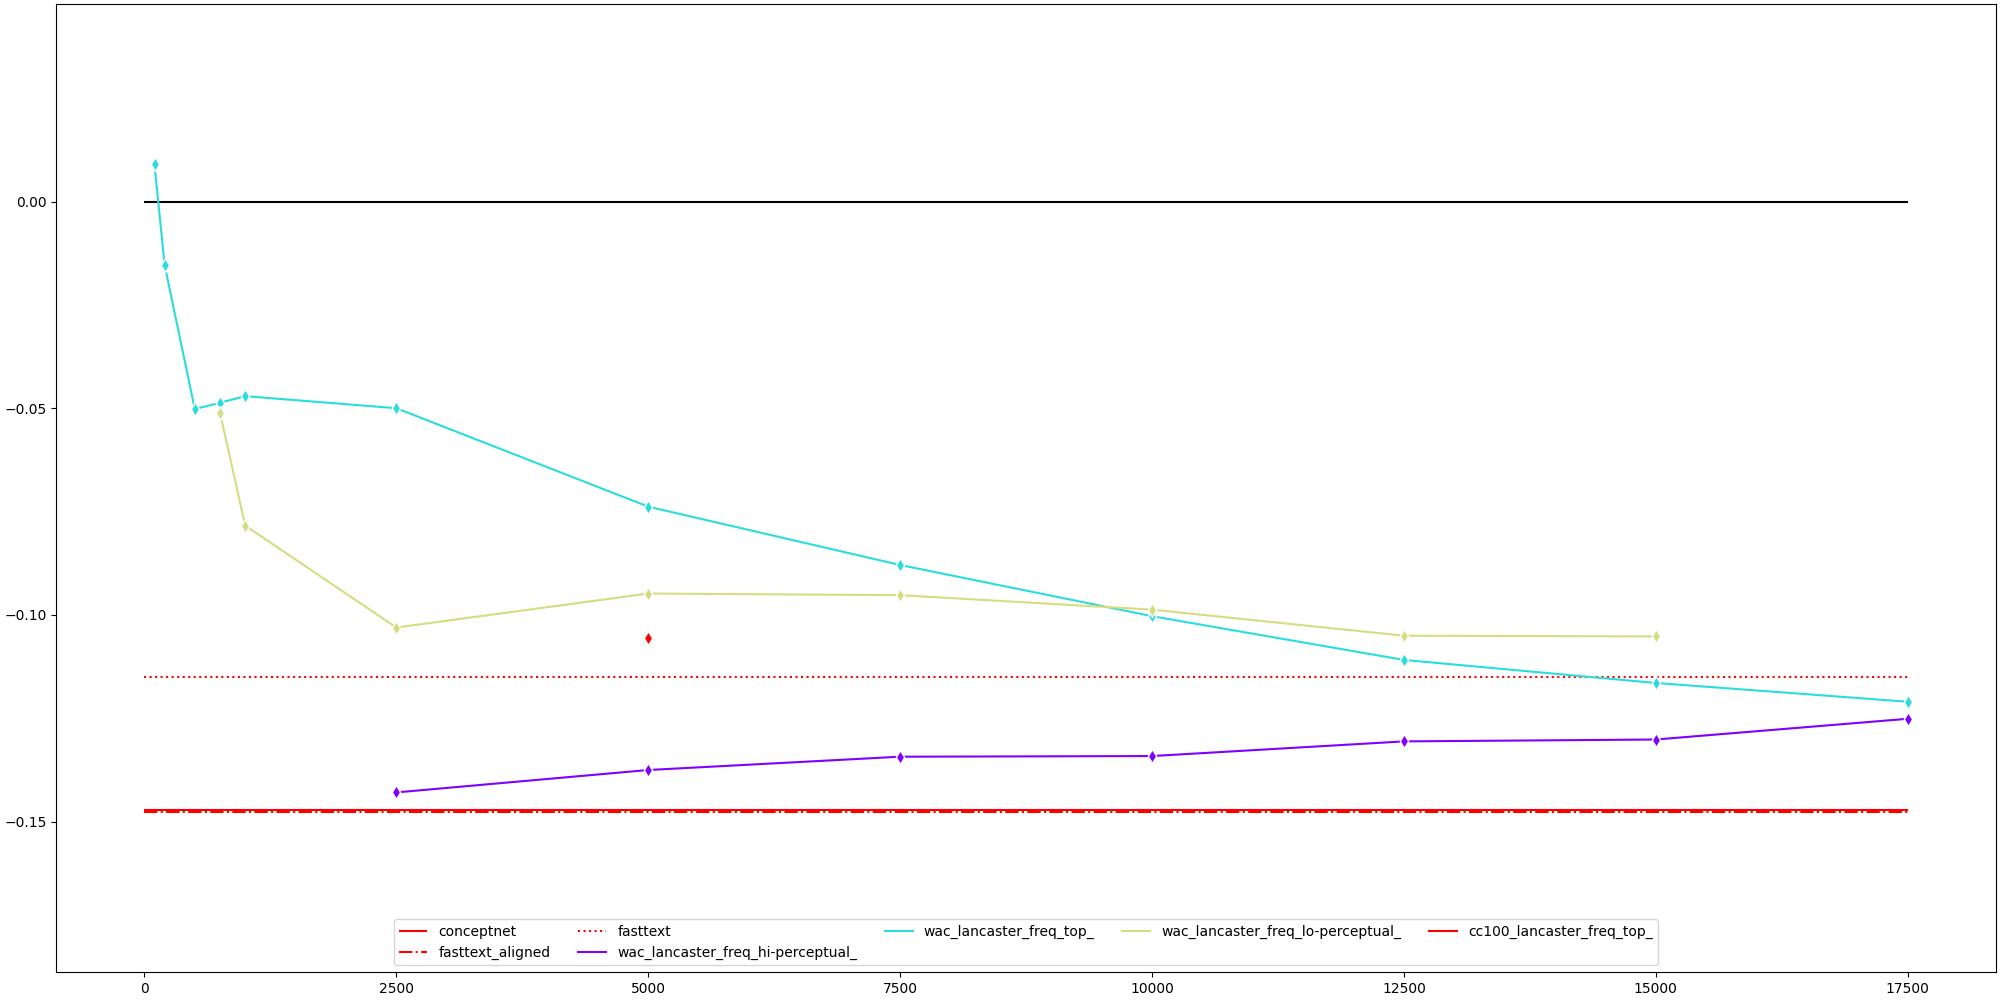 0.00
−0.05
−0.10
−0.15
conceptnet
fasttext_aligned
fasttext
wac_lancaster_freq_hi-perceptual_
wac_lancaster_freq_top_
wac_lancaster_freq_lo-perceptual_
cc100_lancaster_freq_top_
0 2500 5000 7500 10000 12500 15000 17500